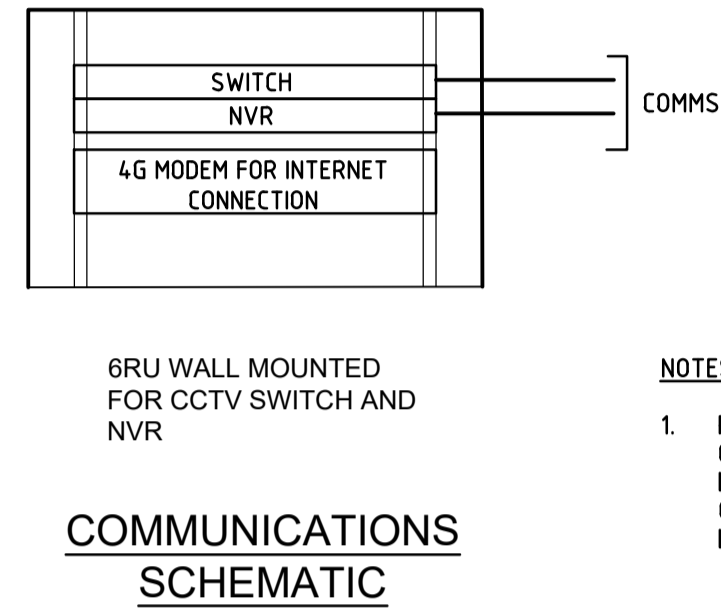 SWITCH
NVR
4G MODEM FOR INTERNET
CONNECTION
COMMS
6RU WALL MOUNTED
FOR CCTV SWITCH AND
NVR
COMMUNICATIONS
SCHEMATIC
1.